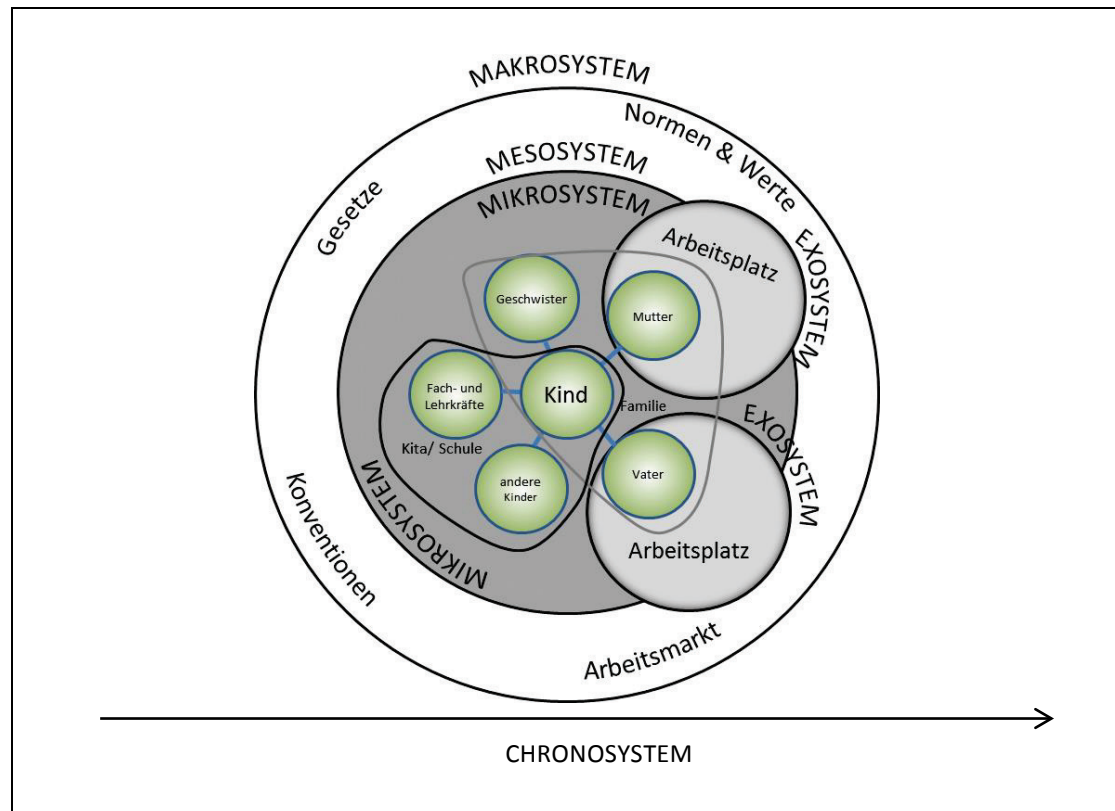 MAKROSYSTEM
Normen & Werte
MESOSYSTEM
MIKROSYSTEM
Gesetze
Arbeitsplatz
EXOSYSTEM
Geschwister
Mutter
Fach- und
Lehrkräfte
Kind
Familie
EXOSYSTEM
Kita/ Schule
Vater
andere
Kinder
MIKROSYSTEM
Konventionen
Arbeitsplatz
Arbeitsmarkt
CHRONOSYSTEM